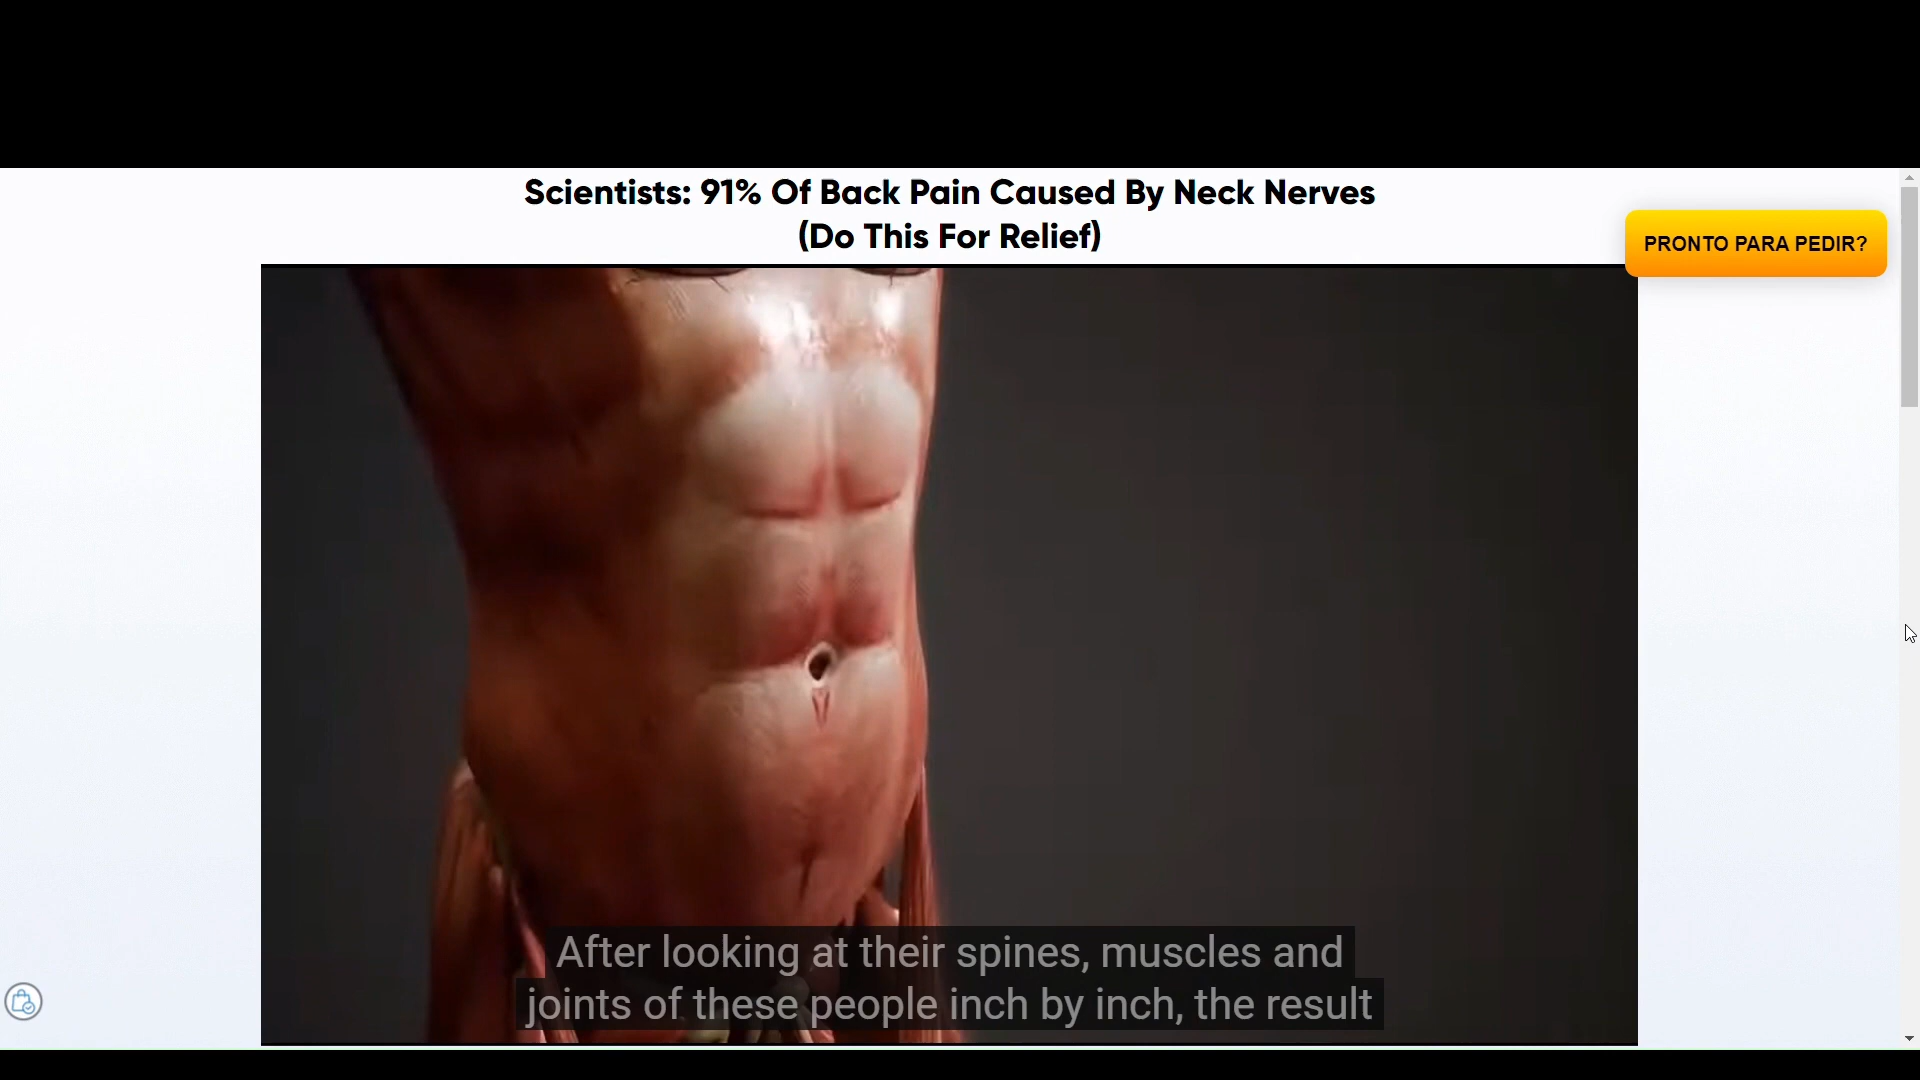 Scientists: 91% Of Back Pain Caused By Neck Nerves
(Do This For Relief)
PRONTO PARA PEDIR?
After looking at their spines, muscles and
joints of these people inch by inch, the result